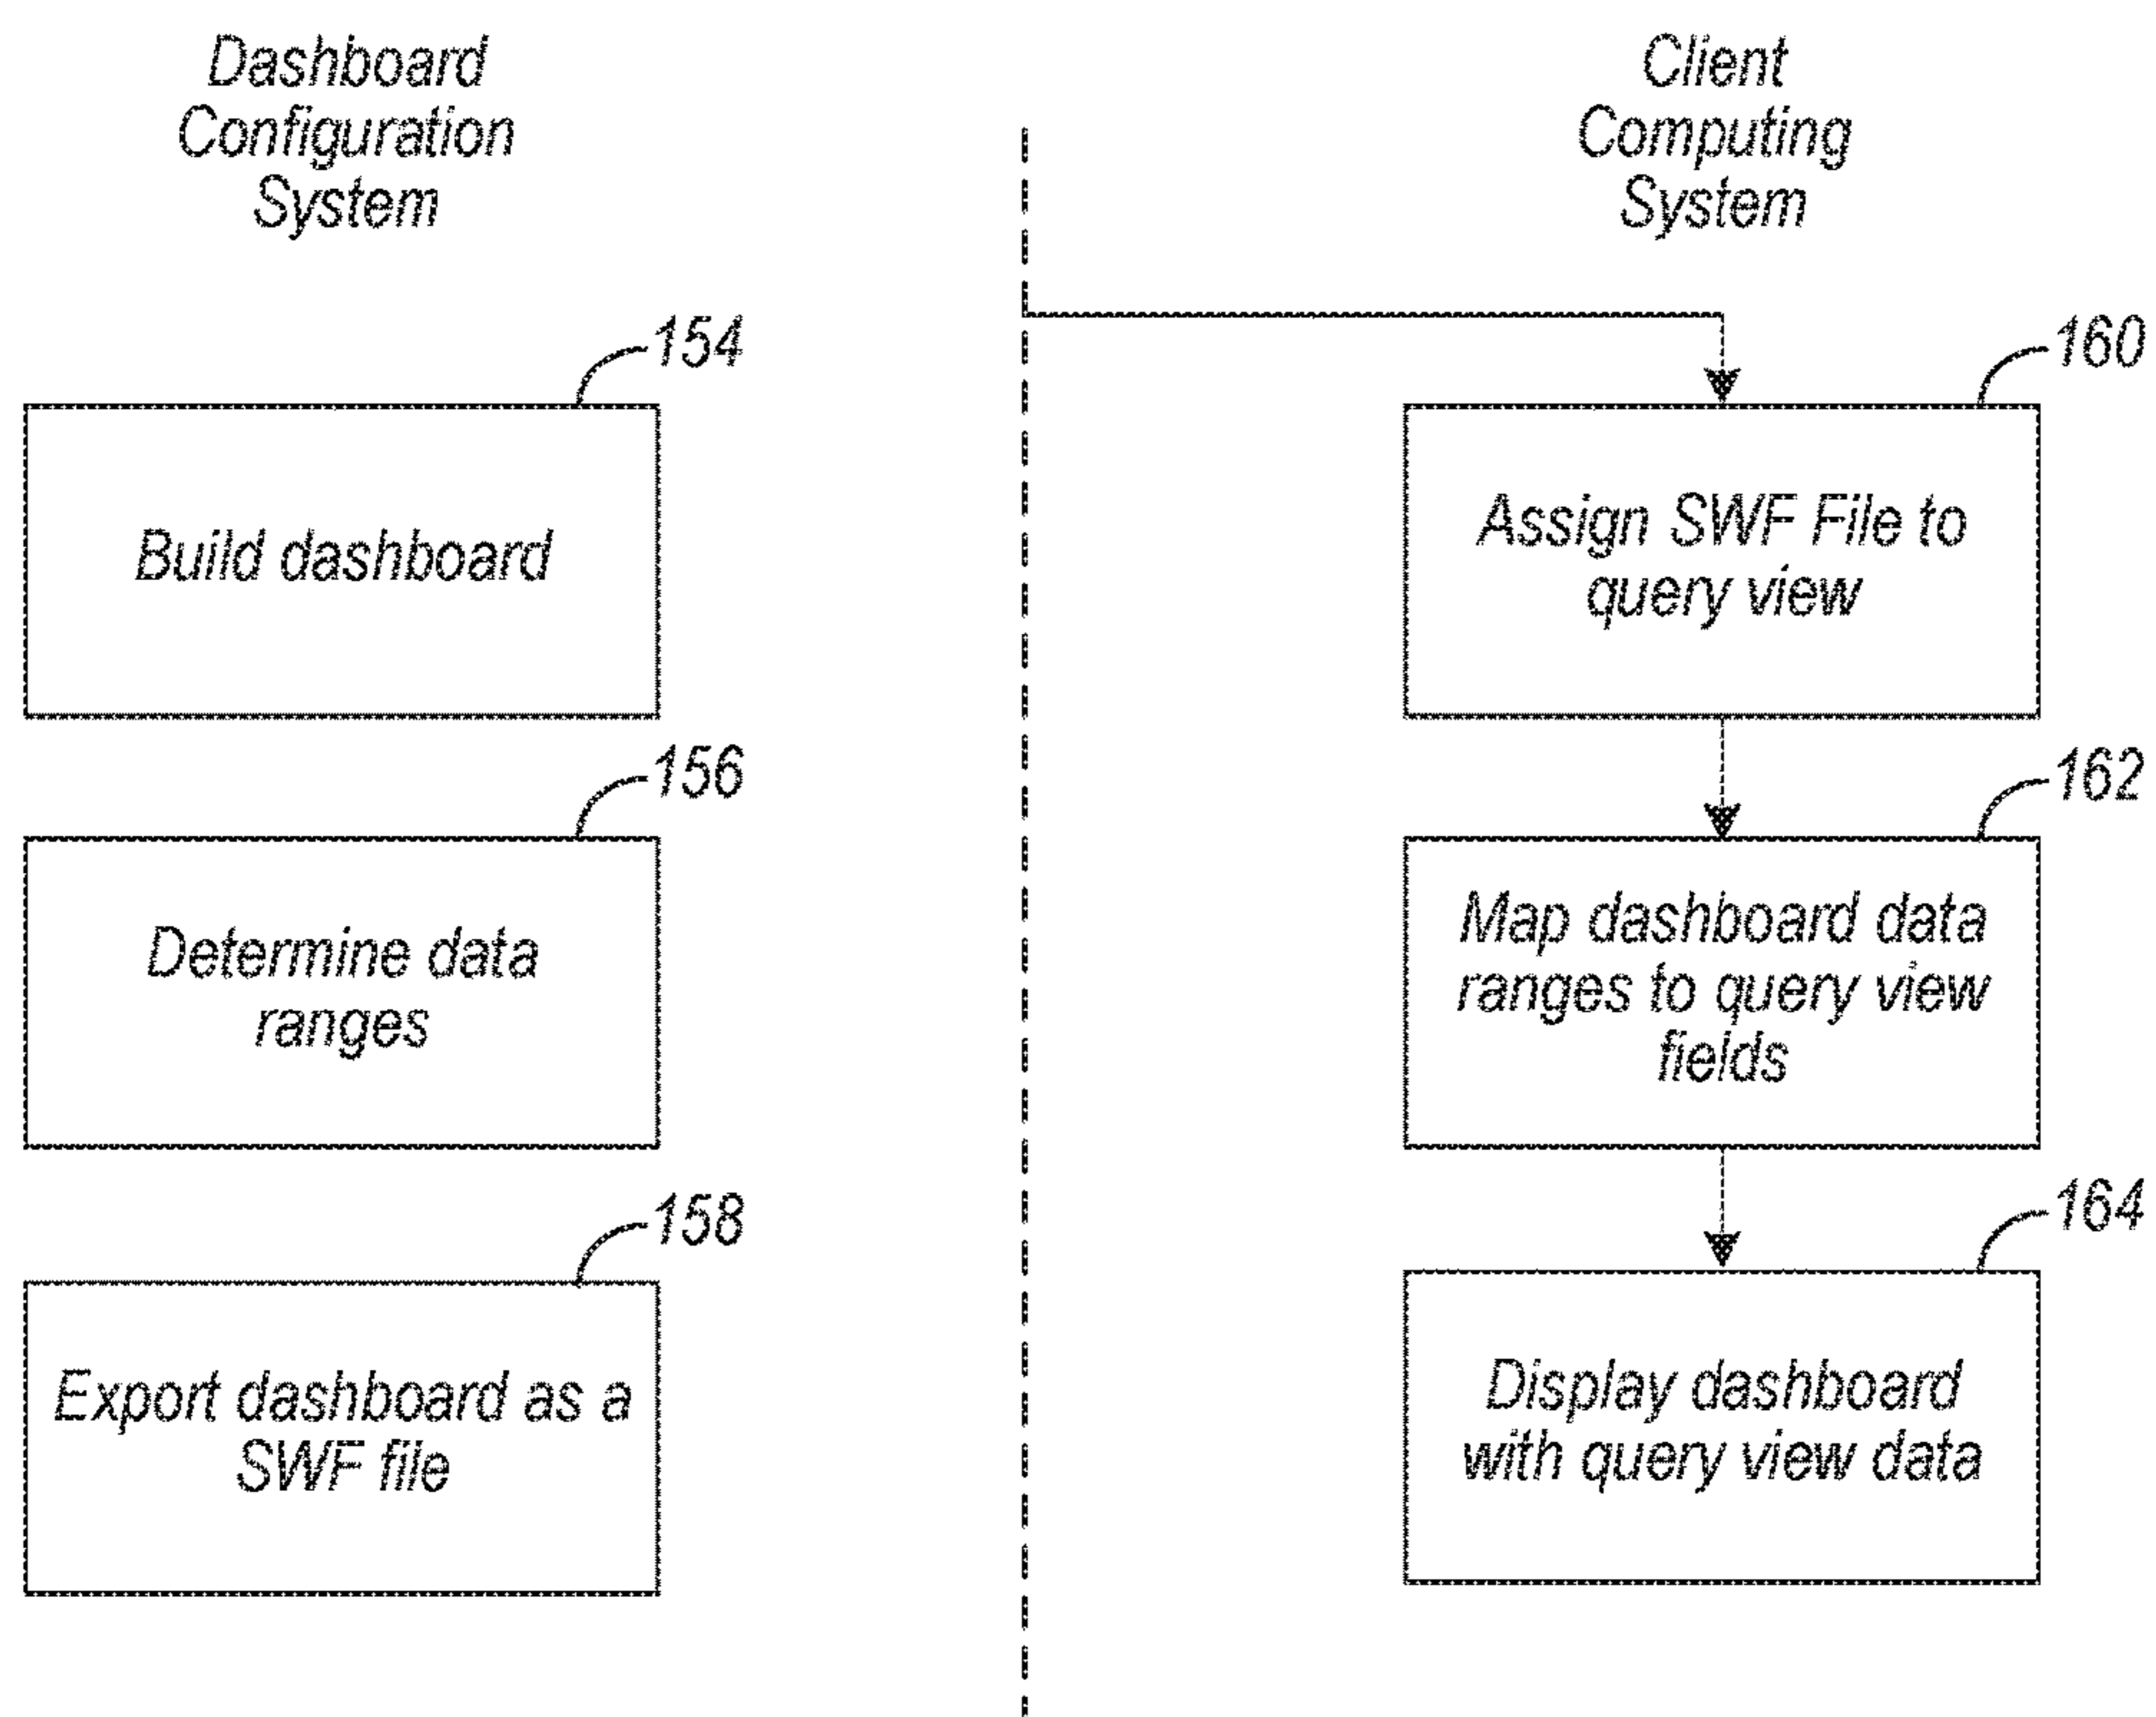 Dashboard
Configuration
System
154
Build dashboard
156
Determine data
ranges
158
Export dashboard as a
SWF file
Client
Computing
System
160
Assign SWF File to
query view
162
Map dashboard data
ranges to query view
fields
164
Display dashboard
with query view data